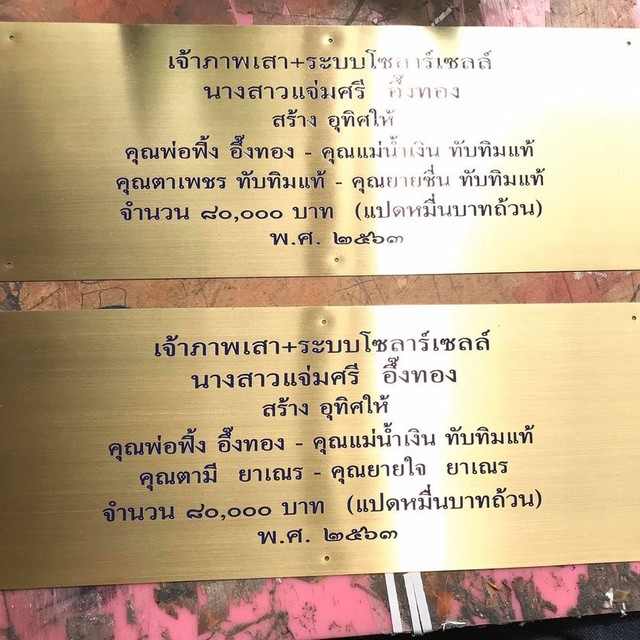 เจ้าภาพเสา+ระบบโซลาร์เซลล์
นางสาวแจ่มศรี อึ๊งทอง
สร้าง อุทิศให้
คุณพ่อฟิ้ง อึ๊งทอง - คุณแม่น้ำเงิน ทับทิมแท้
คุณตาเพชร ทับทิมแท้ - คุณยายชื่น ทับทิมแท้
จำนวน ๘๐,๐๐๐ บาท (แปดหมื่นบาทถ้วน)
พ.ศ. ๒๕๖๓
เจ้าภาพเสา+ระบบโซลาร์เซลล์
นางสาวแจ่มศรี อึ๊งทอง
สร้าง อุทิศให้
คุณพ่อฟิ้ง อึ๊งทอง - คุณแม่น้ำเงิน ทับทิมแท้
คุณตามี ยาเณร - คุณยายใจ ยาเณร
จำนวน ๘๐,๐๐๐ บาท (แปดหมื่นบาทถ้วน)
พ.ศ. ๒๕๖๓